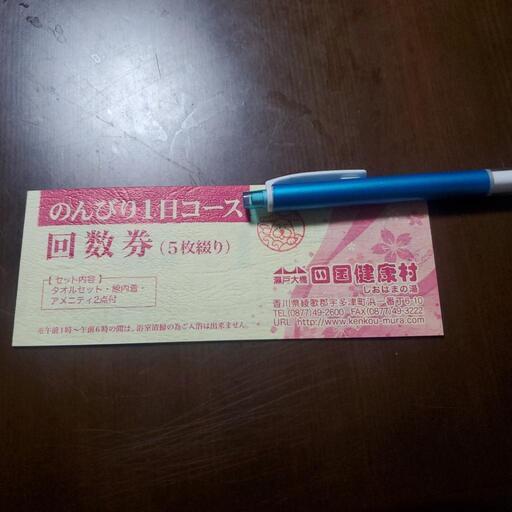 のんびり1日コース
回数券(5枚綴り)
【セット内容】
タオルセット・館内着・
アメニティ2点付
※午前1時～午前6時の間は、浴室清掃の為ご入浴は出来ません。
瀬戸大橋 四国健康村
しおはまの湯
香川県綾歌郡宇多津町浜一番丁6-10
TEL(0877)49-2600 FAX(0877)49-3222
URL http://www.kenkou-mura.com